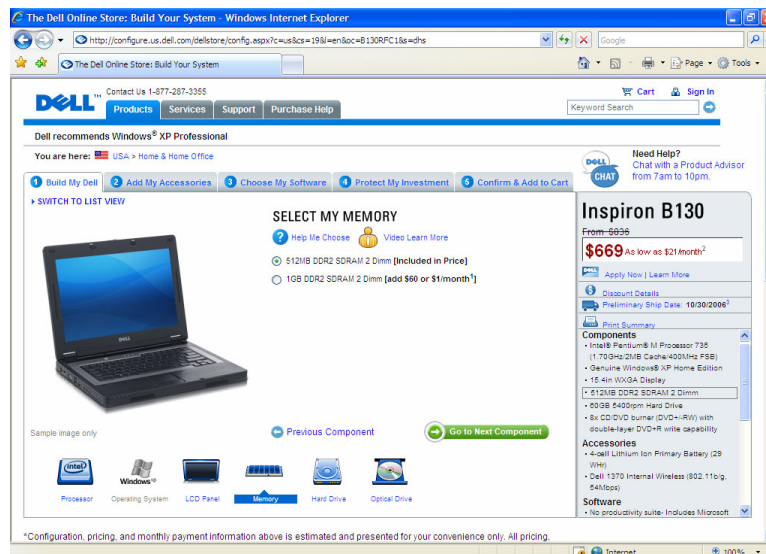 The Dell Online Store: Build Your System - Windows Internet Explorer
http://configure.us.dell.com/dellstore/config.aspx?c=us&cs=19&l=en&oc=B130RFC1&s=dhs
Google
The Dell Online Store: Build Your System
Page
Tools
DELL™
Contact Us 1-877-287-3355
Products Services Support Purchase Help
Cart Sign In
Keyword Search
Dell recommends Windows® XP Professional
You are here: USA > Home & Home Office
DELL CHAT
Need Help?
Chat with a Product Advisor
from 7am to 10pm.
1 Build My Dell 2 Add My Accessories 3 Choose My Software 4 Protect My Investment 5 Confirm & Add to Cart
SWITCH TO LIST VIEW
SELECT MY MEMORY
? Help Me Choose i Video Learn More
512MB DDR2 SDRAM 2 Dimm [Included in Price]
1GB DDR2 SDRAM 2 Dimm [add $60 or $1/month1]
DELL
Sample image only
Previous Component
Go to Next Component
intel
Windows XP
Processor Operating System LCD Panel Memory Hard Drive Optical Drive
Inspiron B130
From $836
$669 As low as $21/month2
Apply Now | Learn More
Discount Details
Preliminary Ship Date: 10/30/20063
Print Summary
Components
• Intel® Pentium® M Processor 735
(1.70GHz/2MB Cache/400MHz FSB)
• Genuine Windows® XP Home Edition
• 15.4in WXGA Display
• 512MB DDR2 SDRAM 2 Dimm
• 60GB 5400rpm Hard Drive
• 8x CD/DVD burner (DVD+/-RW) with
double-layer DVD+R write capability
Accessories
• 4-cell Lithium Ion Primary Battery (29
WHr)
• Dell 1370 Internal Wireless (802.11b/g,
54Mbps)
Software
• No productivity suite- Includes Microsoft
*Configuration, pricing, and monthly payment information above is estimated and presented for your convenience only. All pricing,
Internet
100%